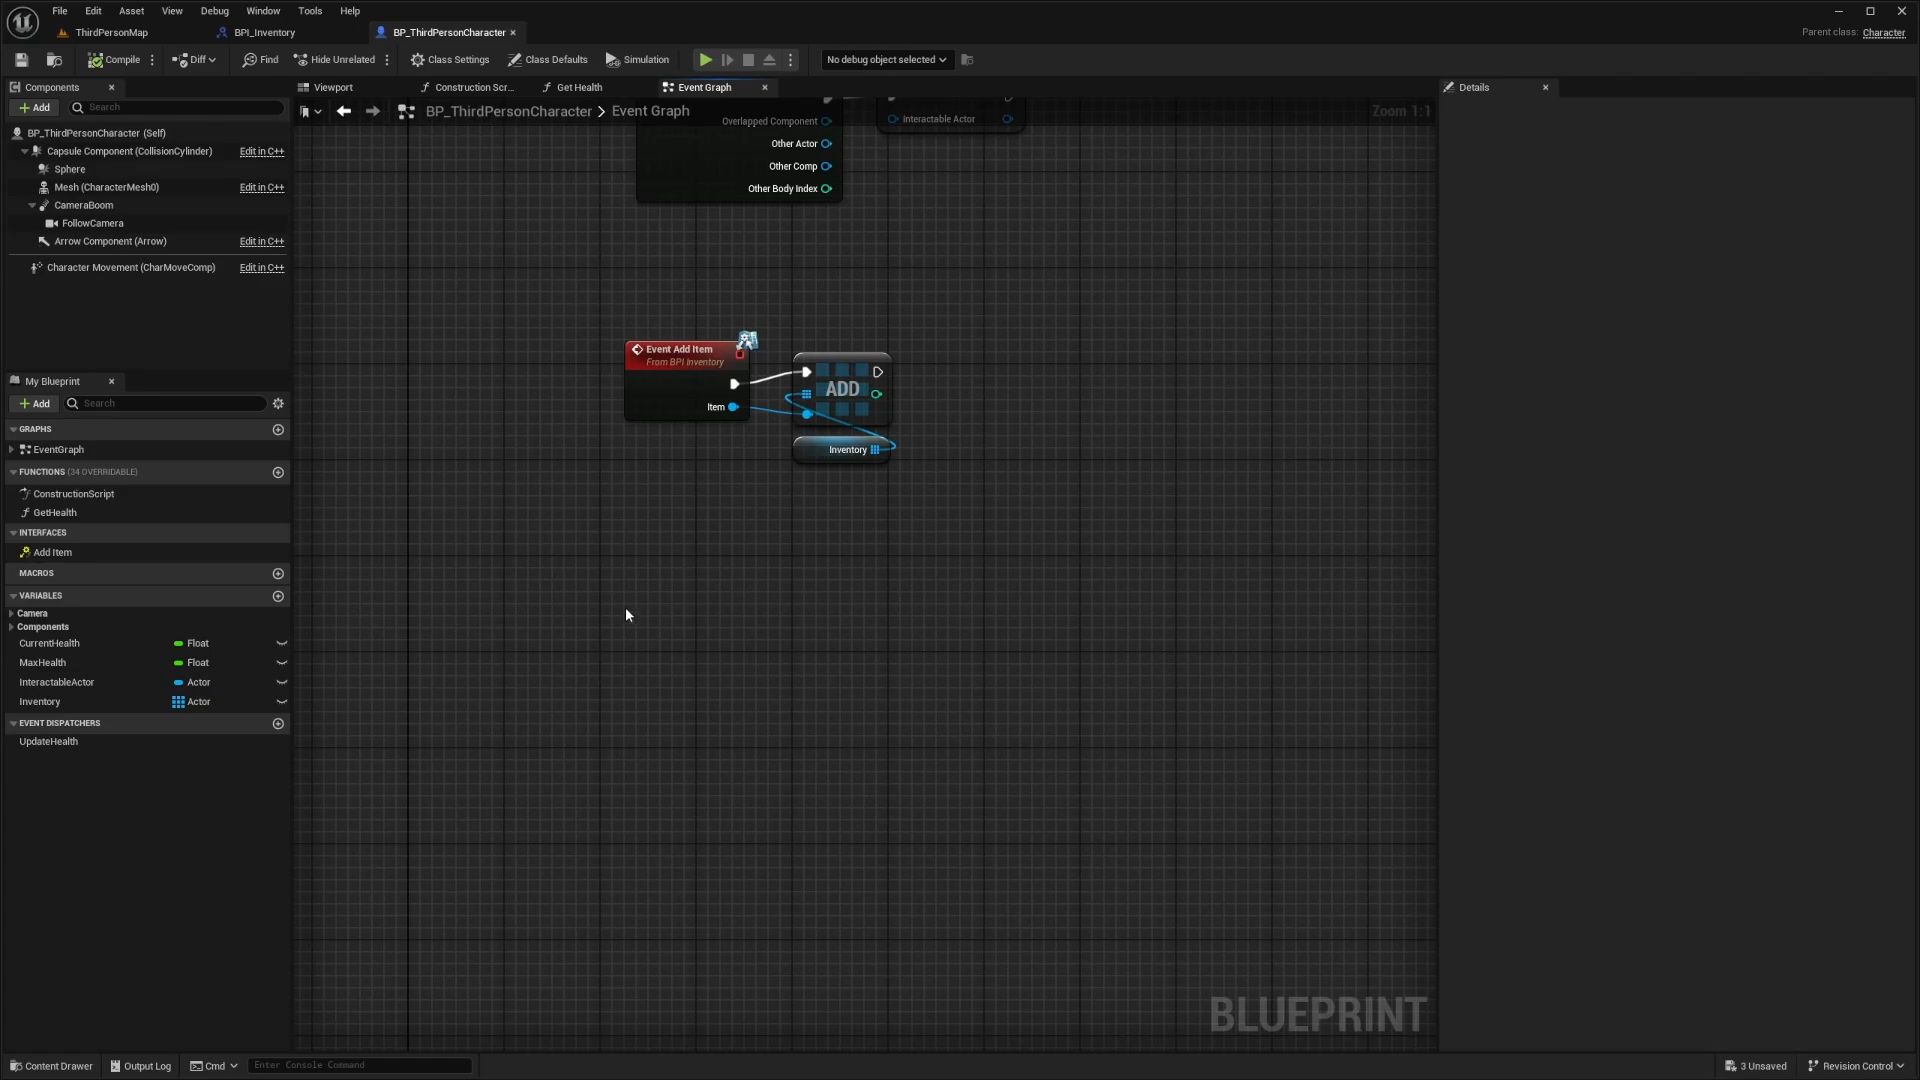 File Edit Asset View Debug Window Tools Help
ThirdPersonMap BPI_Inventory BP_ThirdPersonCharacter
Parent class: Character
Compile Diff Find Hide Unrelated Class Settings Class Defaults Simulation No debug object selected
Components
Add Search
BP_ThirdPersonCharacter (Self)
Capsule Component (CollisionCylinder) Edit in C++
Sphere
Mesh (CharacterMesh0) Edit in C++
CameraBoom
FollowCamera
Arrow Component (Arrow) Edit in C++
Character Movement (CharMoveComp) Edit in C++
My Blueprint
Add Search
GRAPHS
EventGraph
FUNCTIONS (34 OVERRIDABLE)
ConstructionScript
GetHealth
INTERFACES
Add Item
MACROS
VARIABLES
Camera
Components
CurrentHealth Float
MaxHealth Float
InteractableActor Actor
Inventory Actor
EVENT DISPATCHERS
UpdateHealth
Viewport Construction Scr... Get Health Event Graph
BP_ThirdPersonCharacter > Event Graph
Zoom 1:1
Overlapped Component
Other Actor
Other Comp
Other Body Index
Interactable Actor
Event Add Item
From BPI Inventory
Item
ADD
Inventory
BLUEPRINT
Details
Content Drawer Output Log Cmd Enter Console Command
3 Unsaved Revision Control